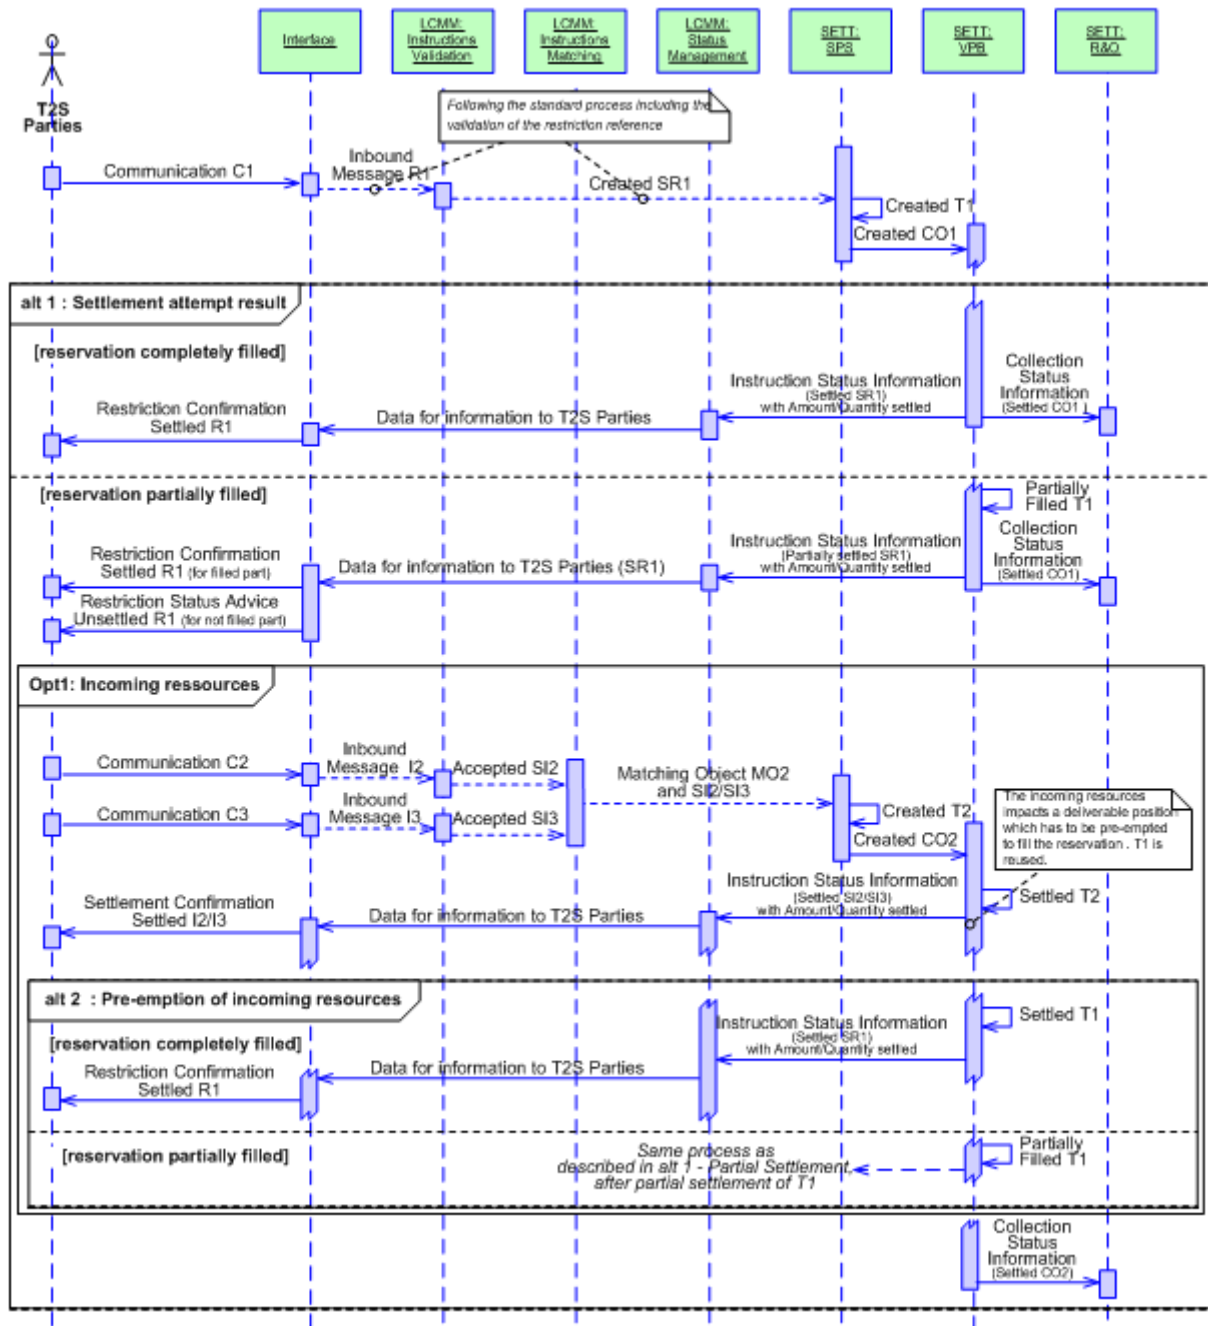 Interface
LCMM:
Instructions
Validation
LCMM:
Instructions
Matching
LCMM:
Status
Management
SETT:
SPS
SETT:
VPB
SETT:
R&O
T2S
Parties
Following the standard process including the
validation of the restriction reference
Communication C1
Inbound
Message R1
Created SR1
Created T1
Created CO1
alt 1 : Settlement attempt result
[reservation completely filled]
Collection
Status
Information
(Settled CO1 )
Instruction Status Information
(Settled SR1)
with Amount/Quantity settled
Data for information to T2S Parties
Restriction Confirmation
Settled R1
[reservation partially filled]
Partially
Filled T1
Collection
Status
Information
(Settled CO1)
Instruction Status Information
(Partially settled SR1)
with Amount/Quantity settled
Data for information to T2S Parties (SR1)
Restriction Confirmation
Settled R1 (for filled part)
Restriction Status Advice
Unsettled R1 (for not filled part)
Opt1: Incoming ressources
Communication C2
Inbound
Message I2
Accepted SI2
Matching Object MO2
and SI2/SI3
Communication C3
Inbound
Message I3
Accepted SI3
Created T2
Created CO2
The incoming resources
impacts a deliverable position
which has to be pre-empted
to fill the reservation . T1 is
reused.
Instruction Status Information
(Settled SI2/SI3)
with Amount/Quantity settled
Settled T2
Data for information to T2S Parties
Settlement Confirmation
Settled I2/I3
alt 2 : Pre-emption of incoming resources
Settled T1
[reservation completely filled]
Instruction Status Information
(Settled SR1)
with Amount/Quantity settled
Data for information to T2S Parties
Restriction Confirmation
Settled R1
[reservation partially filled]
Same process as
described in alt 1 - Partial Settlement,
after partial settlement of T1
Partially
Filled T1
Collection
Status
Information
(Settled CO2)